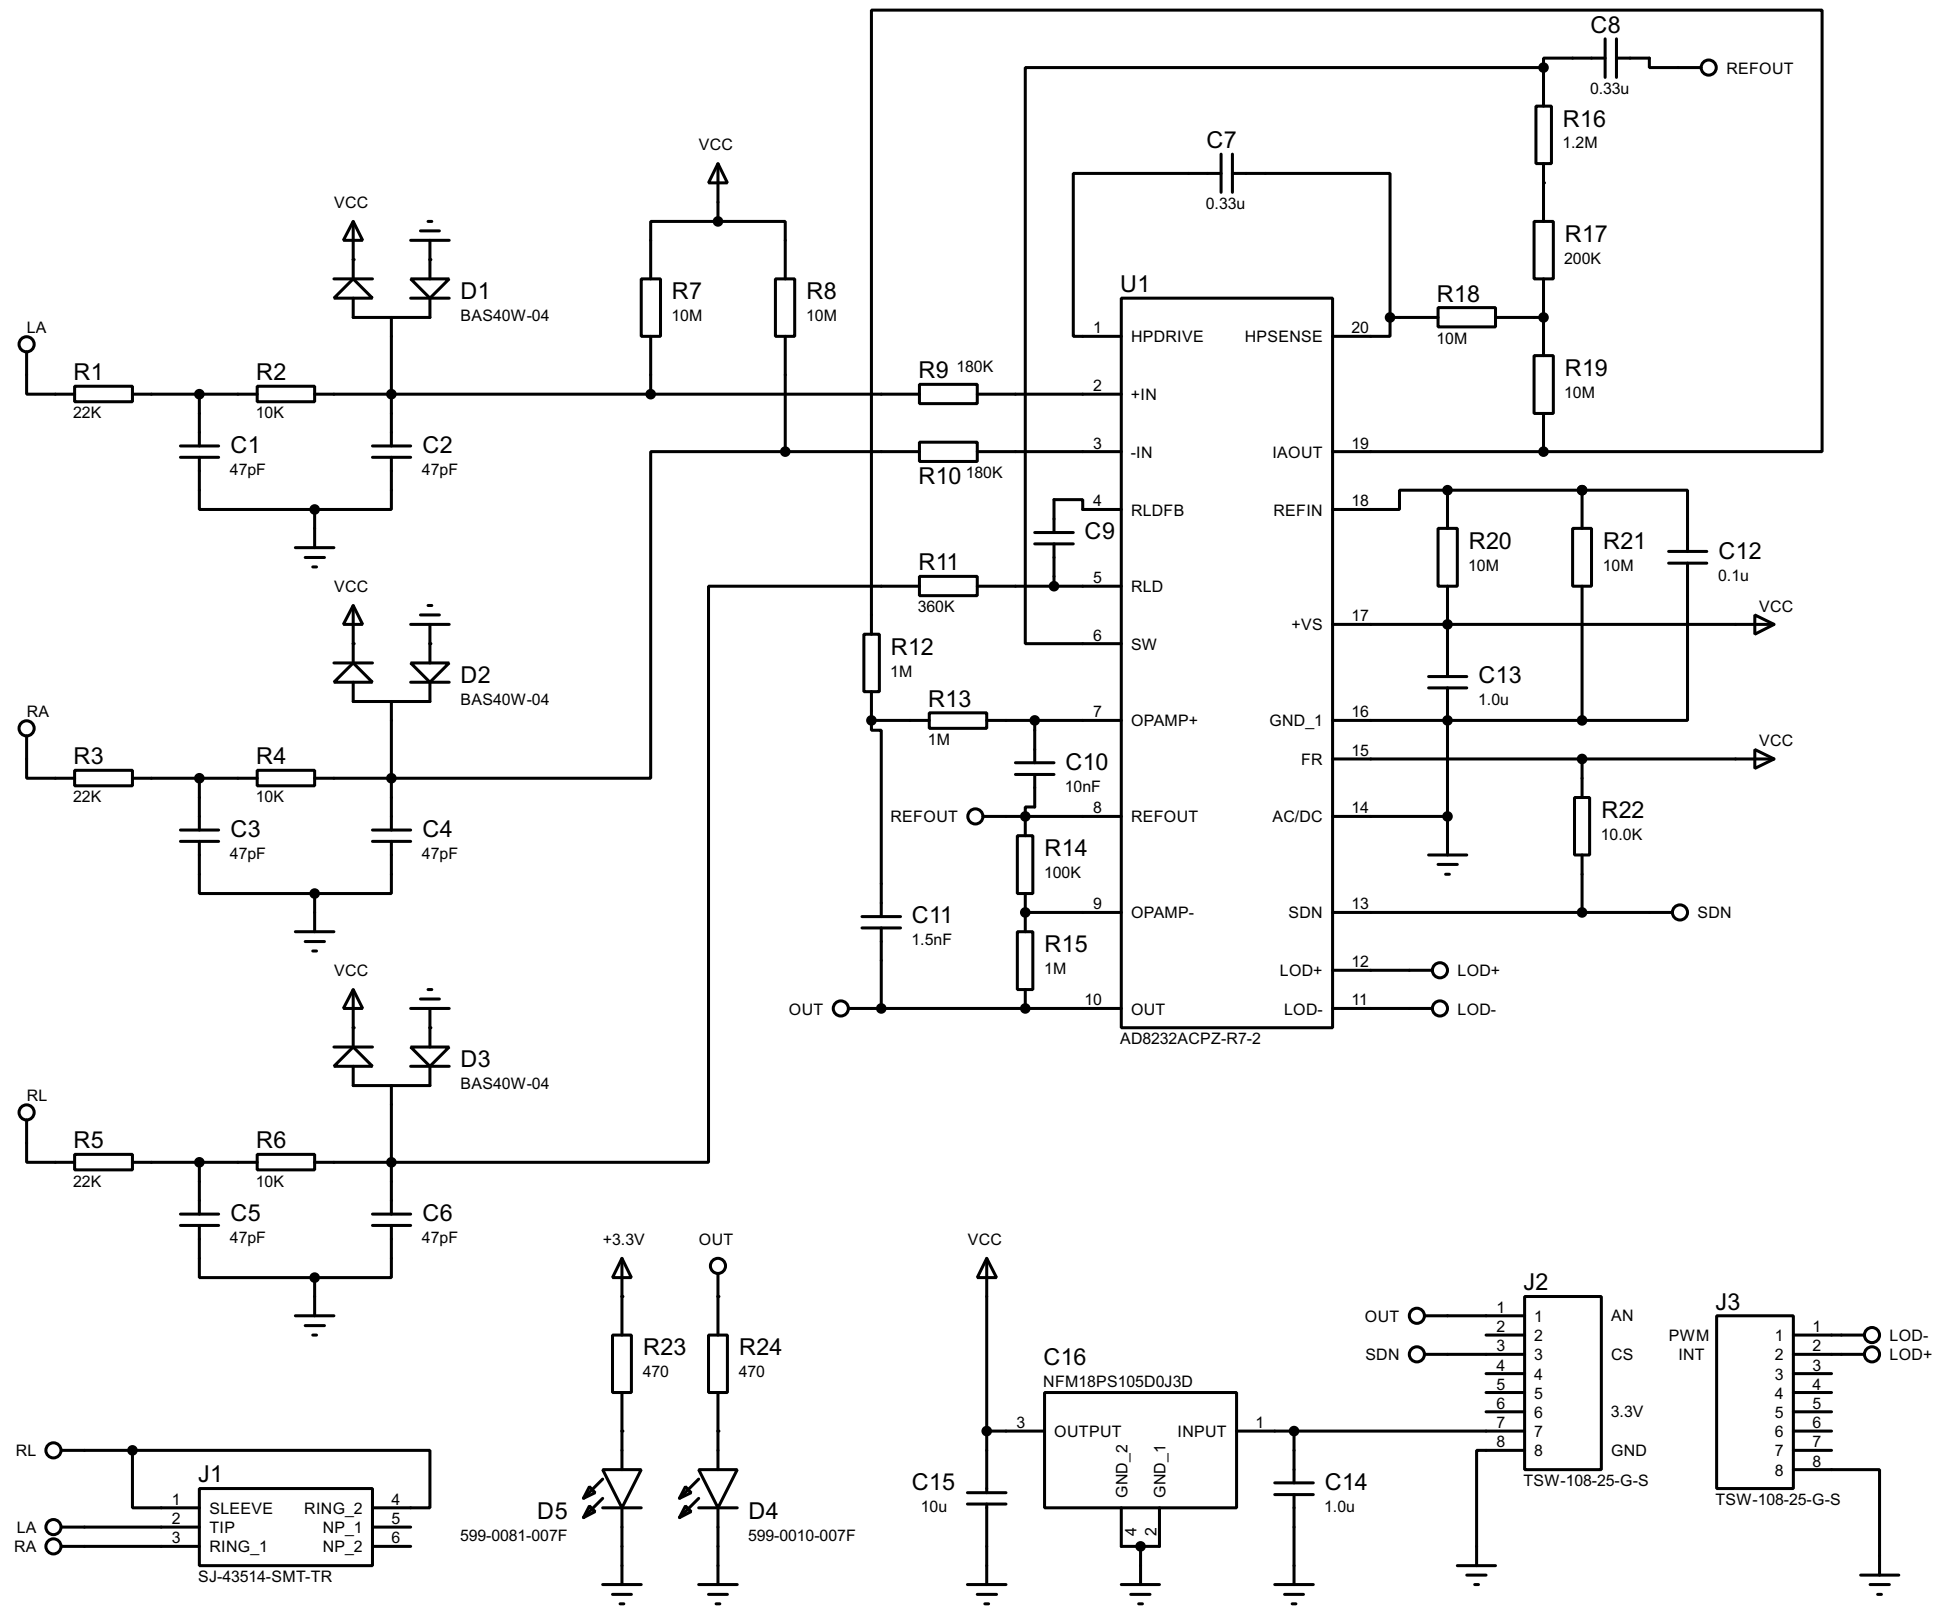 C8
0.33u
REFOUT
R16
1.2M
C7
0.33u
VCC
VCC
R17
200K
D1
BAS40W-04
R7
10M
R8
10M
U1
R18
10M
LA
R1
22K
R2
10K
R9 180K
1 HPDRIVE HPSENSE 20
2 +IN
R19
10M
C1
47pF
C2
47pF
R10 180K
3 -IN IAOUT 19
4 RLDFB REFIN 18
C9
R20
10M
R21
10M
C12
0.1u
R11
360K
5 RLD
VCC
D2
BAS40W-04
+VS 17
VCC
6 SW
R12
1M
C13
1.0u
RA
R3
22K
R4
10K
R13
1M
7 OPAMP+ GND_1 16
FR 15
VCC
C10
10nF
C3
47pF
C4
47pF
REFOUT
8 REFOUT AC/DC 14
R22
10.0K
R14
100K
C11
1.5nF
9 OPAMP- SDN 13
SDN
R15
1M
LOD+ 12
LOD+
VCC
OUT
10 OUT LOD- 11
LOD-
AD8232ACPZ-R7-2
D3
BAS40W-04
RL
R5
22K
R6
10K
C5
47pF
C6
47pF
+3.3V
OUT
VCC
R23
470
R24
470
D5
599-0081-007F
D4
599-0010-007F
RL
LA
RA
J1
1 SLEEVE RING_2 4
2 TIP NP_1 5
3 RING_1 NP_2 6
SJ-43514-SMT-TR
C16
NFM18PS105D0J3D
3 OUTPUT INPUT 1
GND_2
GND_1
4
2
C15
10u
C14
1.0u
J2
OUT 1 1 AN
2 2
SDN 3 3 CS
4 4
5 5
6 6 3.3V
7 7
8 8 GND
TSW-108-25-G-S
J3
PWM 1 1 LOD-
INT 2 2 LOD+
3 3
4 4
5 5
6 6
7 7
8 8
TSW-108-25-G-S